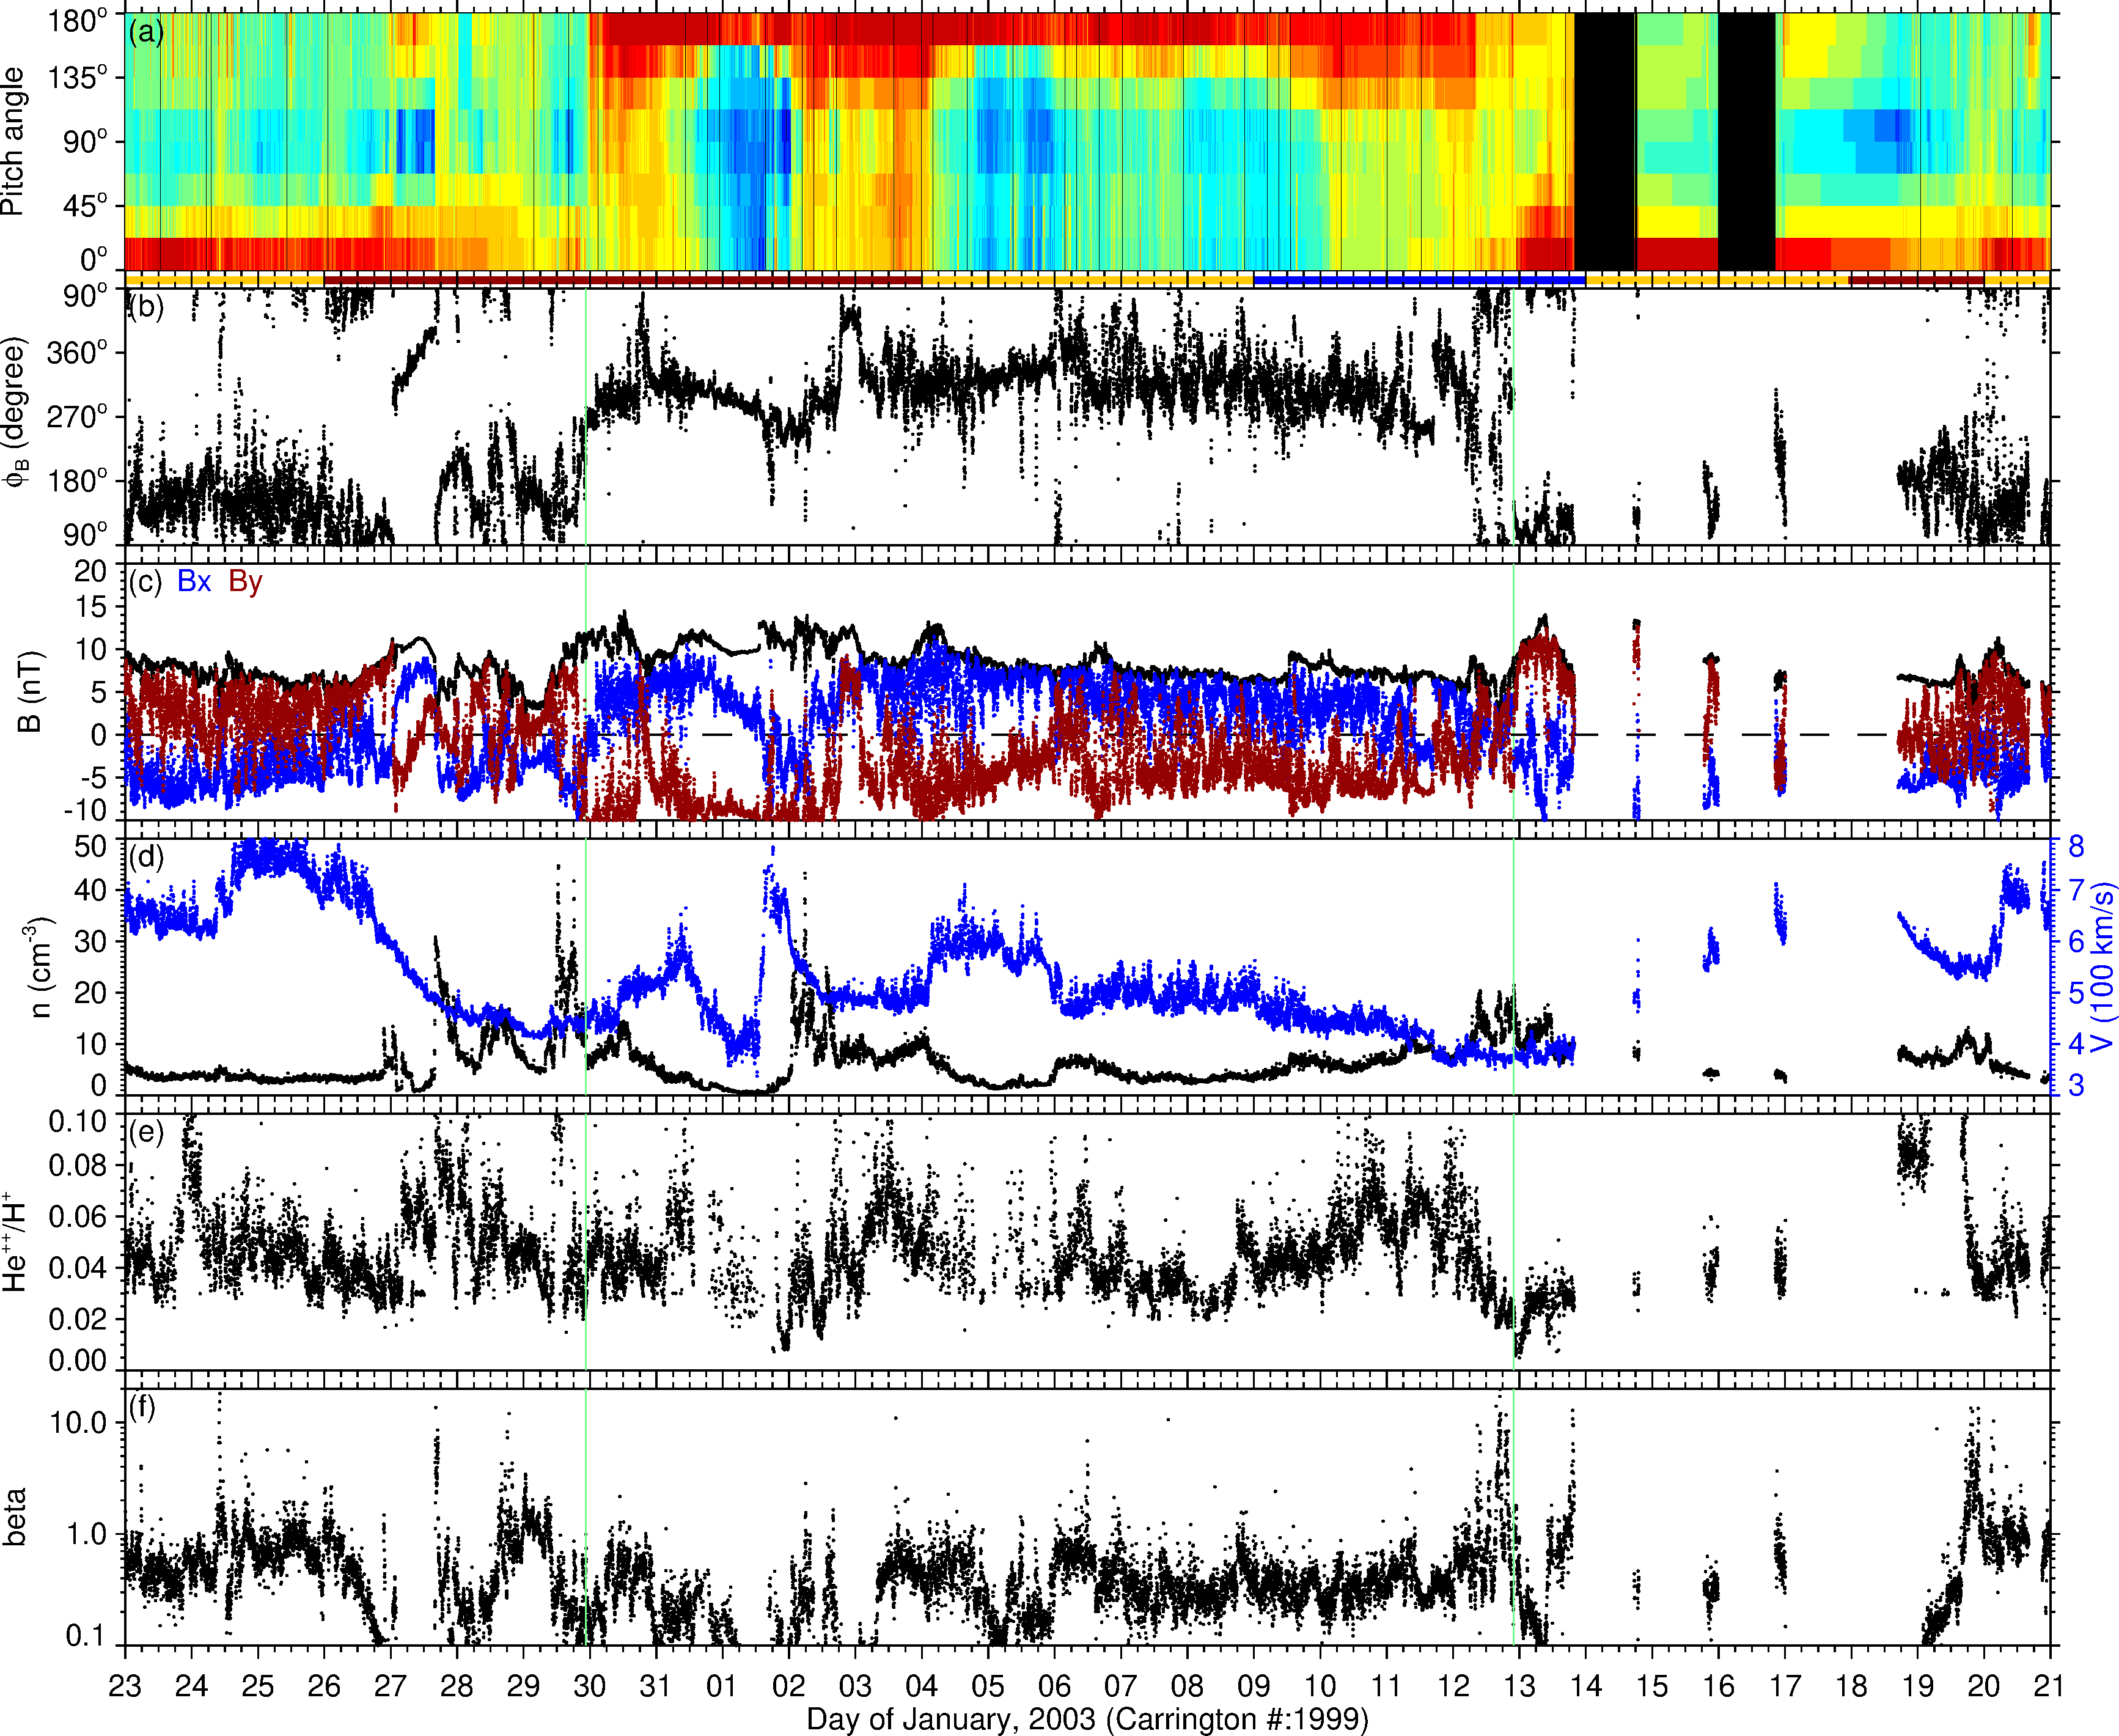 (a)
Pitch angle
180°
135°
90°
45°
0°
(b)
ϕB (degree)
90°
360°
270°
180°
90°
(c) Bx By
B (nT)
20
15
10
5
0
-5
-10
(d)
n (cm-3)
50
40
30
20
10
0
V (100 km/s)
8
7
6
5
4
3
(e)
He++/H+
0.10
0.08
0.06
0.04
0.02
0.00
(f)
beta
10.0
1.0
0.1
23 24 25 26 27 28 29 30 31 01 02 03 04 05 06 07 08 09 10 11 12 13 14 15 16 17 18 19 20 21
Day of January, 2003 (Carrington #:1999)